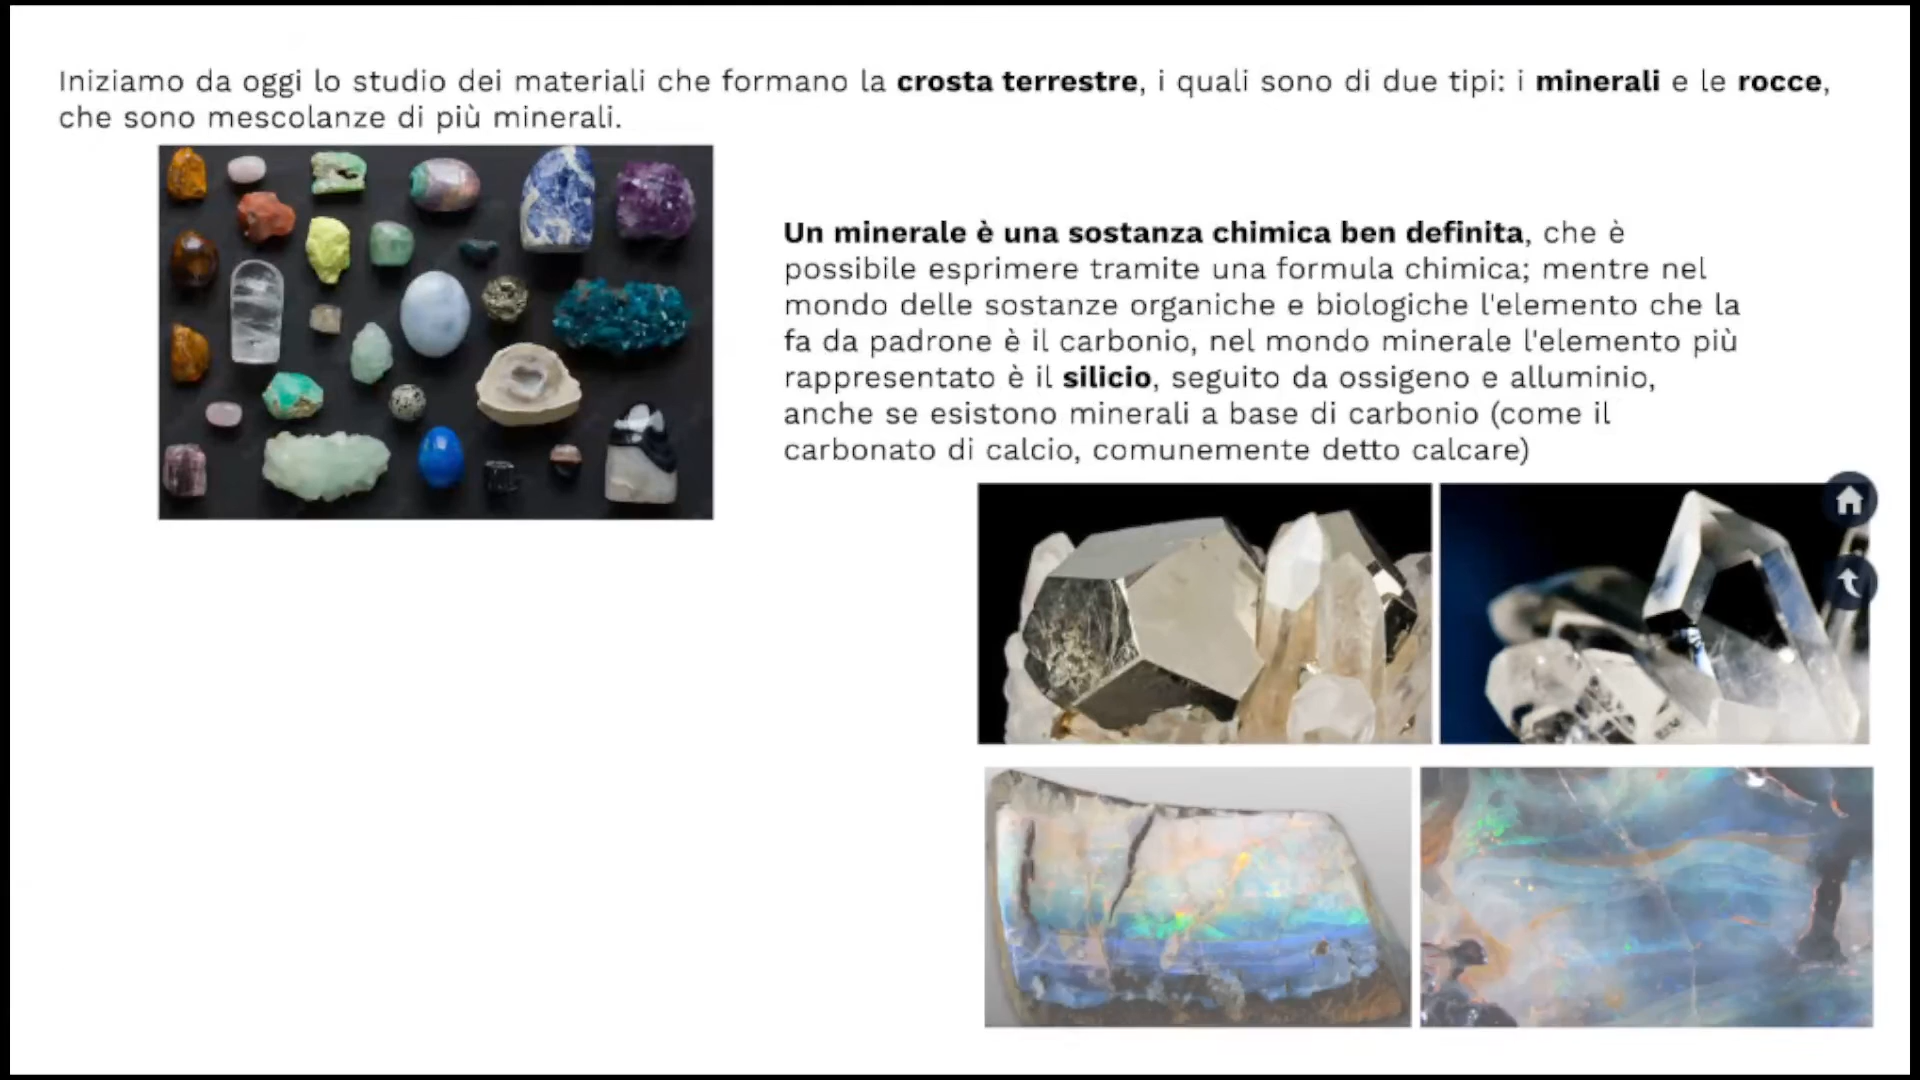 Iniziamo da oggi lo studio dei materiali che formano la crosta terrestre, i quali sono di due tipi: i minerali e le rocce,
che sono mescolanze di più minerali.
Un minerale è una sostanza chimica ben definita, che è
possibile esprimere tramite una formula chimica; mentre nel
mondo delle sostanze organiche e biologiche l'elemento che la
fa da padrone è il carbonio, nel mondo minerale l'elemento più
rappresentato è il silicio, seguito da ossigeno e alluminio,
anche se esistono minerali a base di carbonio (come il
carbonato di calcio, comunemente detto calcare)